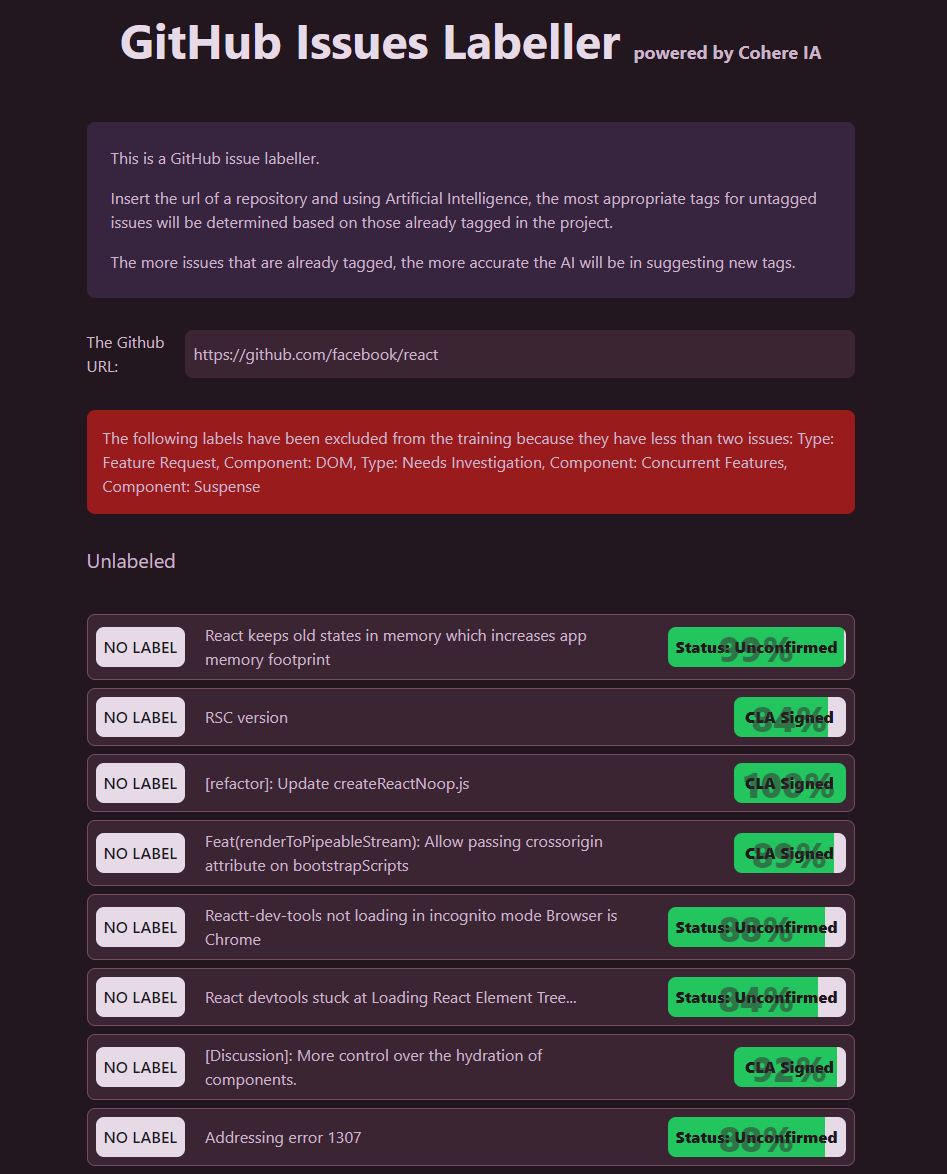 GitHub Issues Labeller powered by Cohere IA
This is a GitHub issue labeller.
Insert the url of a repository and using Artificial Intelligence, the most appropriate tags for untagged
issues will be determined based on those already tagged in the project.
The more issues that are already tagged, the more accurate the AI will be in suggesting new tags.
The Github
URL:
https://github.com/facebook/react
The following labels have been excluded from the training because they have less than two issues: Type:
Feature Request, Component: DOM, Type: Needs Investigation, Component: Concurrent Features,
Component: Suspense
Unlabeled
NO LABEL
React keeps old states in memory which increases app
memory footprint
Status: Unconfirmed
99%
NO LABEL
RSC version
CLA Signed
84%
NO LABEL
[refactor]: Update createReactNoop.js
CLA Signed
100%
NO LABEL
Feat(renderToPipeableStream): Allow passing crossorigin
attribute on bootstrapScripts
CLA Signed
89%
NO LABEL
Reactt-dev-tools not loading in incognito mode Browser is
Chrome
Status: Unconfirmed
88%
NO LABEL
React devtools stuck at Loading React Element Tree...
Status: Unconfirmed
84%
NO LABEL
[Discussion]: More control over the hydration of
components.
CLA Signed
92%
NO LABEL
Addressing error 1307
Status: Unconfirmed
88%